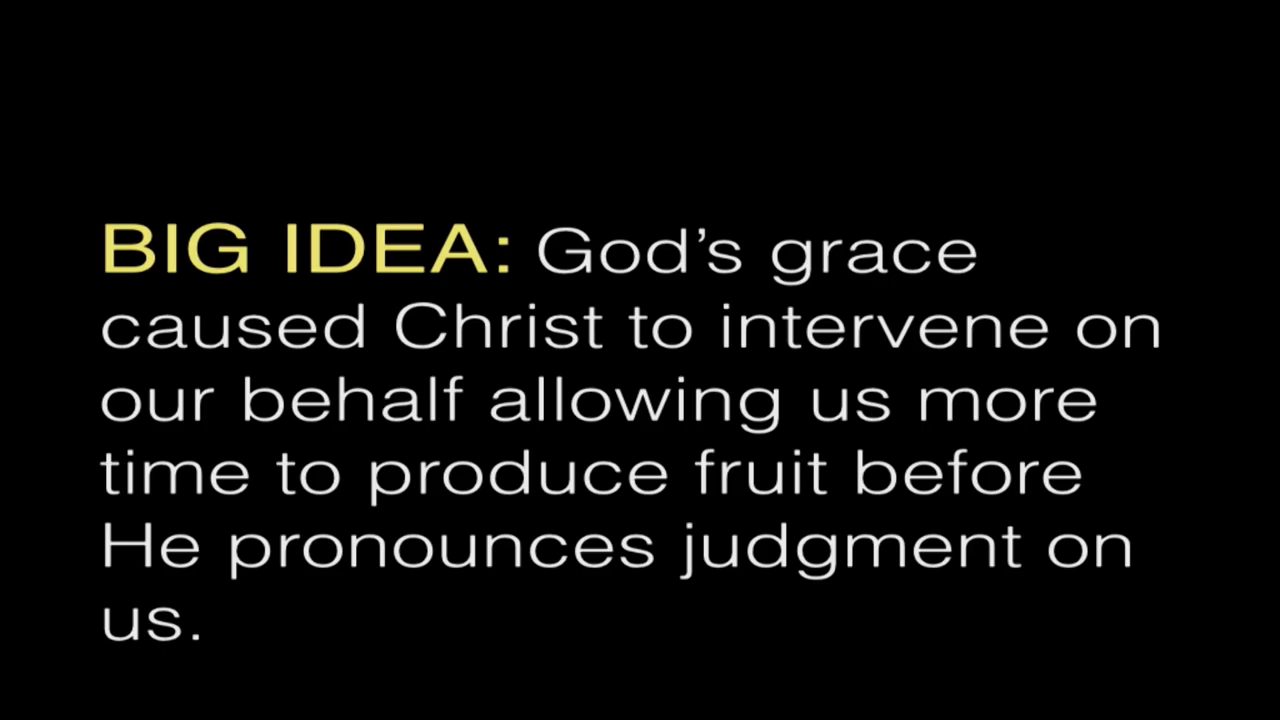 BIG IDEA: God’s grace
caused Christ to intervene on
our behalf allowing us more
time to produce fruit before
He pronounces judgment on
us.